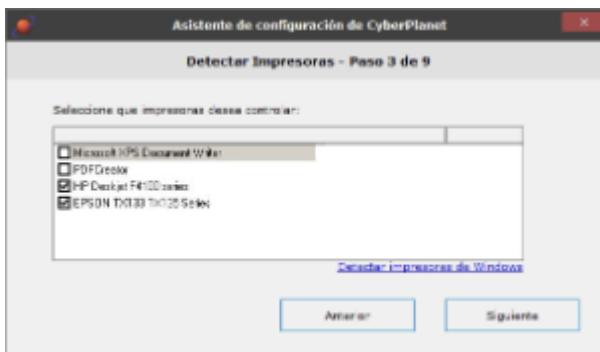 Asistente de configuración de CyberPlanet
Detectar Impresoras - Paso 3 de 9
Seleccione que impresoras desea controlar:
Microsoft XPS Document Writer
PDFCreator
HP Deskjet F4100 series
EPSON TX133 TX135 Series
Detectar impresoras de Windows
Anterior
Siguiente